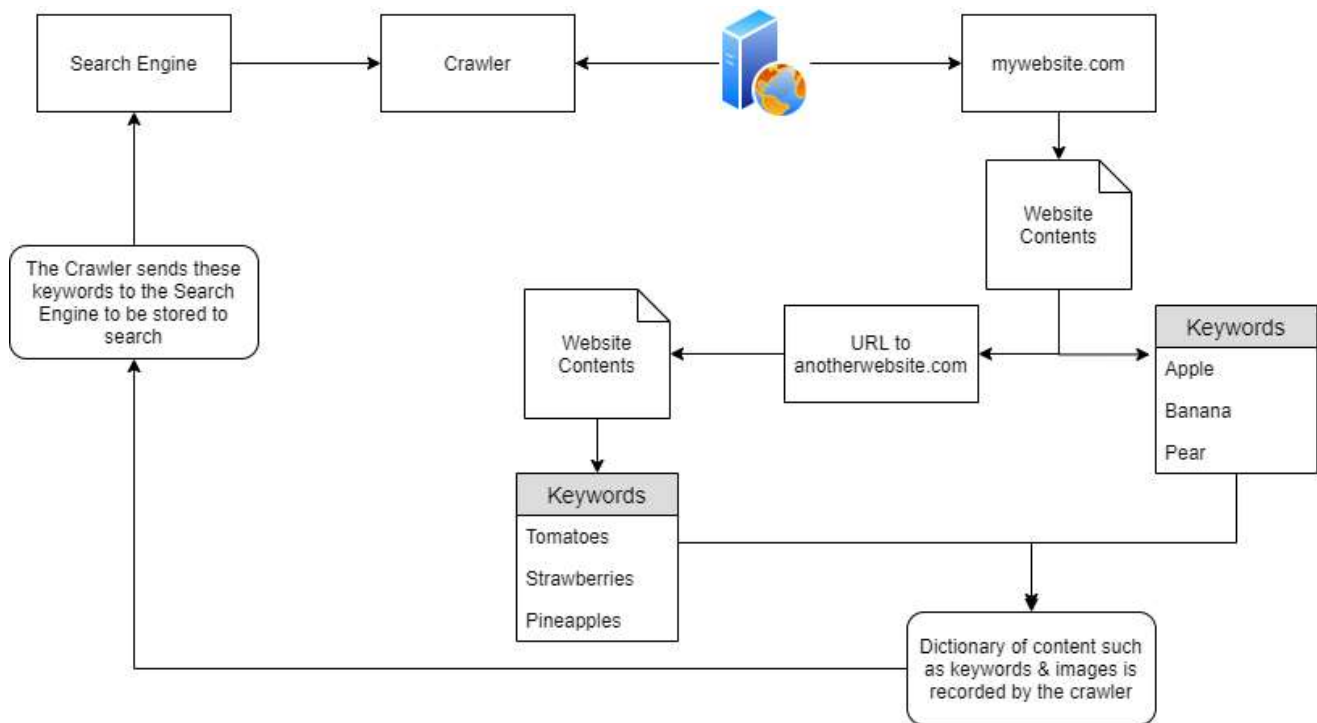 Search Engine
Crawler
mywebsite.com
Website
Contents
The Crawler sends these
keywords to the Search
Engine to be stored to
search
Website
Contents
URL to
anotherwebsite.com
Keywords
Apple
Banana
Pear
Keywords
Tomatoes
Strawberries
Pineapples
Dictionary of content such
as keywords & images is
recorded by the crawler